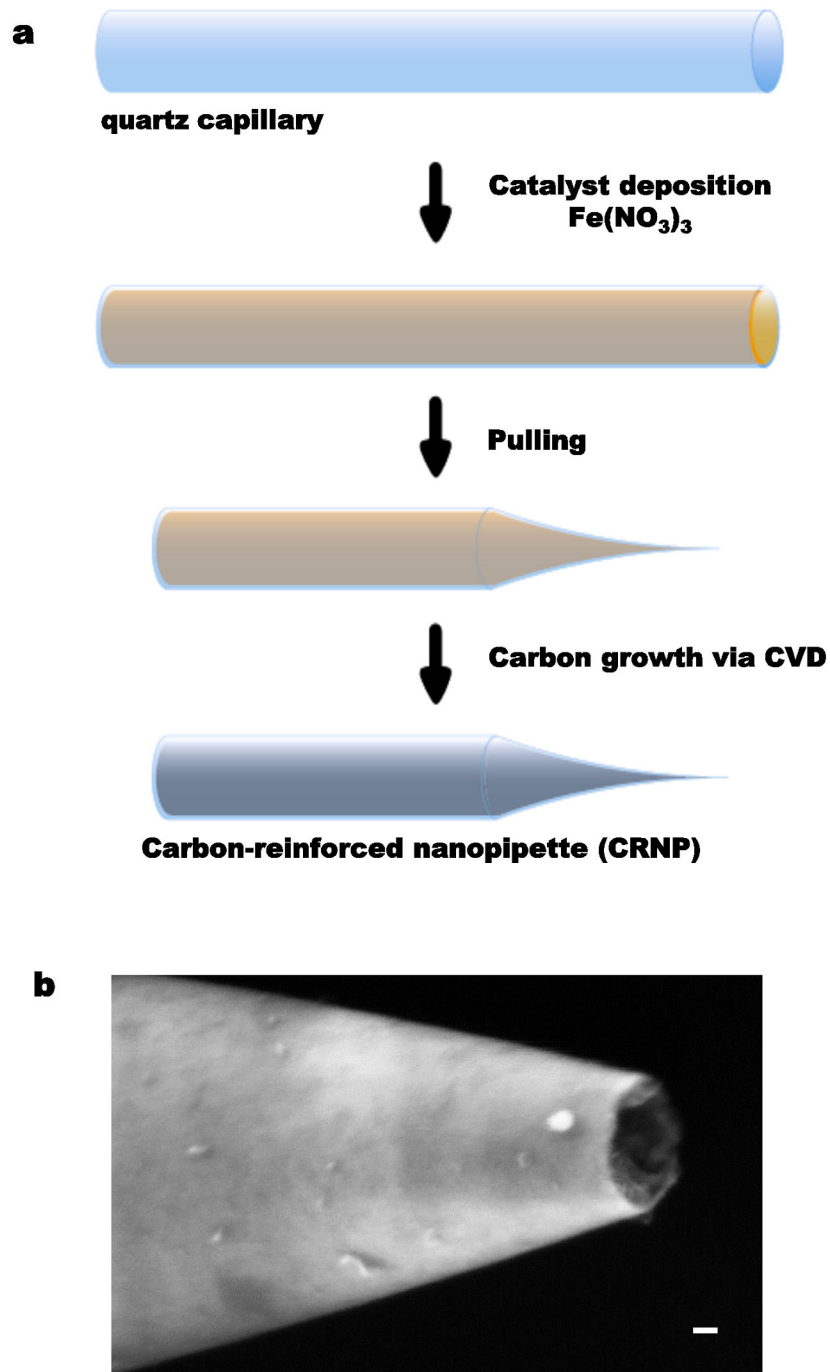 a
quartz capillary
Catalyst deposition
Fe(NO₃)₃
Pulling
Carbon growth via CVD
Carbon-reinforced nanopipette (CRNP)
b